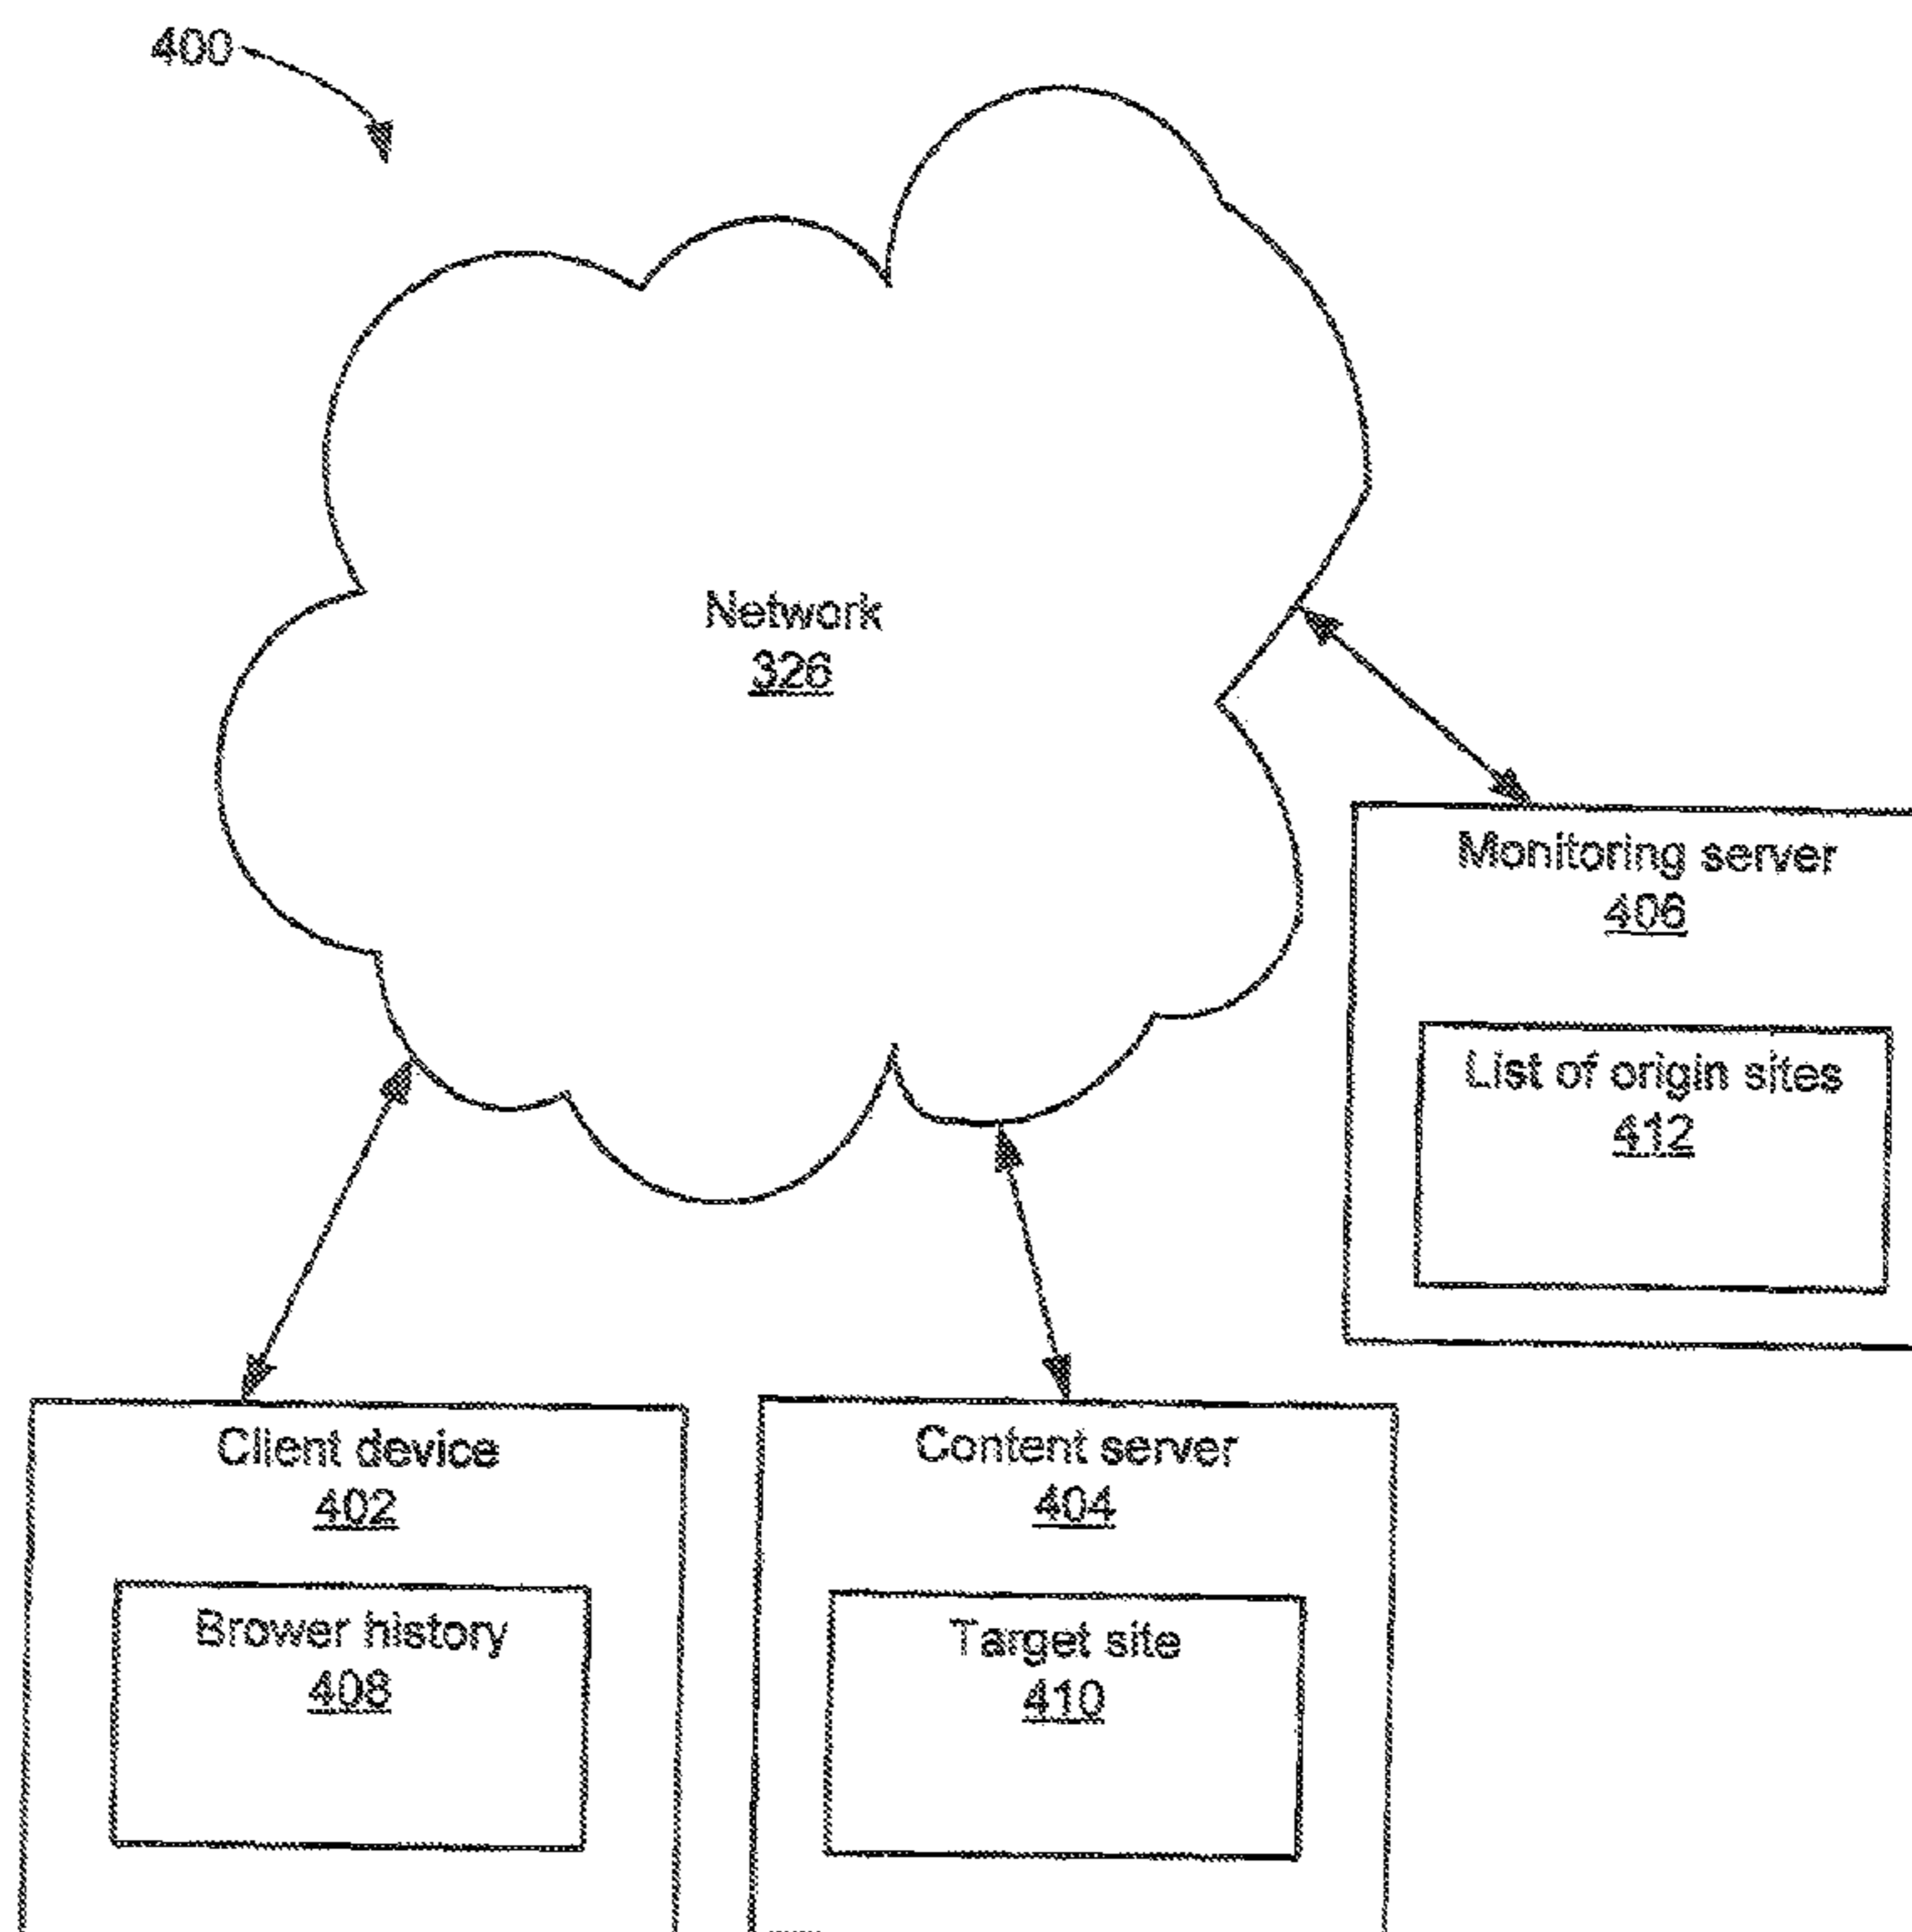 400
Network
326
Monitoring server
406
List of origin sites
412
Client device
402
Brower history
408
Content server
404
Target site
410